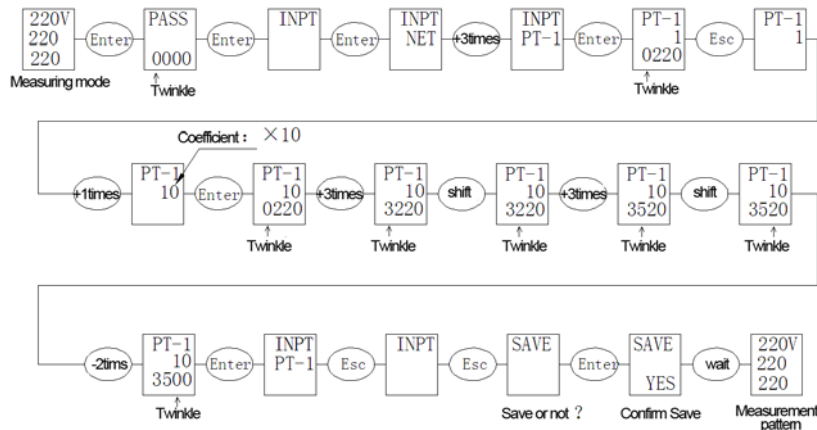 220V
220
220
Measuring mode
Enter
PASS
0000
Twinkle
Enter
INPT
Enter
INPT
NET
+3times
INPT
PT-1
Enter
PT-1
1
0220
Twinkle
Esc
PT-1
1
Coefficient： ×10
+1times
PT-1
10
Enter
PT-1
10
0220
Twinkle
+3times
PT-1
10
3220
Twinkle
shift
PT-1
10
3220
Twinkle
+3times
PT-1
10
3520
Twinkle
shift
PT-1
10
3520
Twinkle
-2tims
PT-1
10
3500
Twinkle
Enter
INPT
PT-1
Esc
INPT
Esc
SAVE
Save or not ？
Enter
SAVE
YES
Confirm Save
wait
220V
220
220
Measurement
pattern